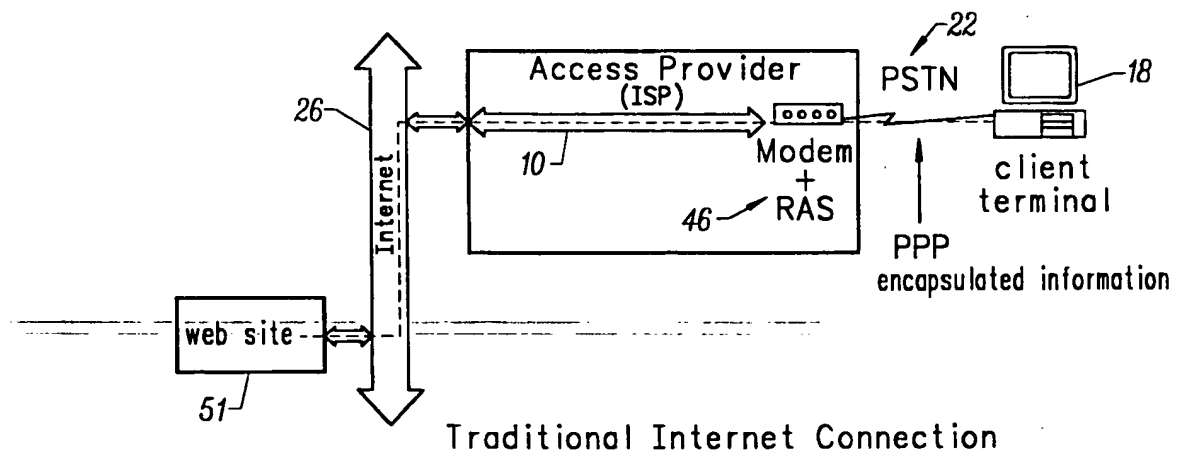 22
Access Provider
(ISP)
PSTN
18
26
10
Internet
Modem
+
RAS
46
client
terminal
PPP
encapsulated information
web site
51
Traditional Internet Connection